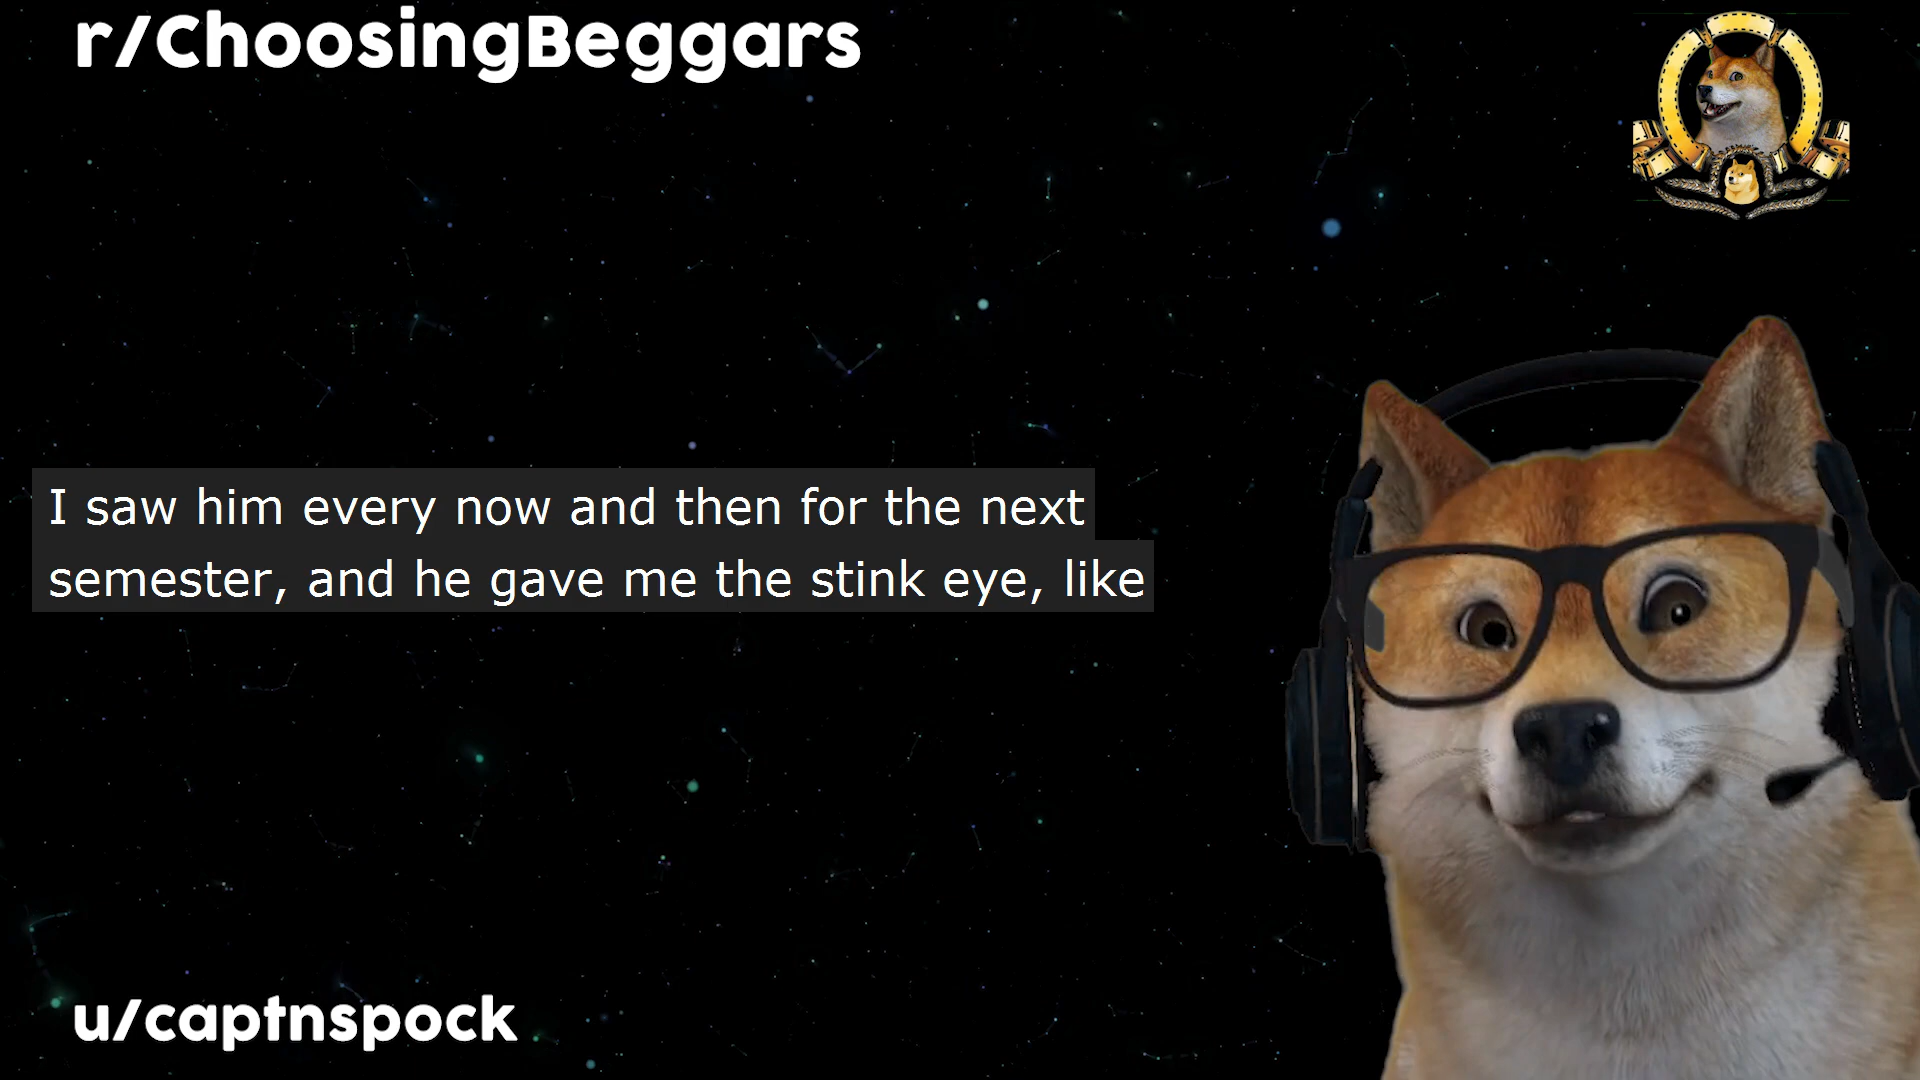 r/ChoosingBeggars
I saw him every now and then for the next
semester, and he gave me the stink eye, like
u/captnspock